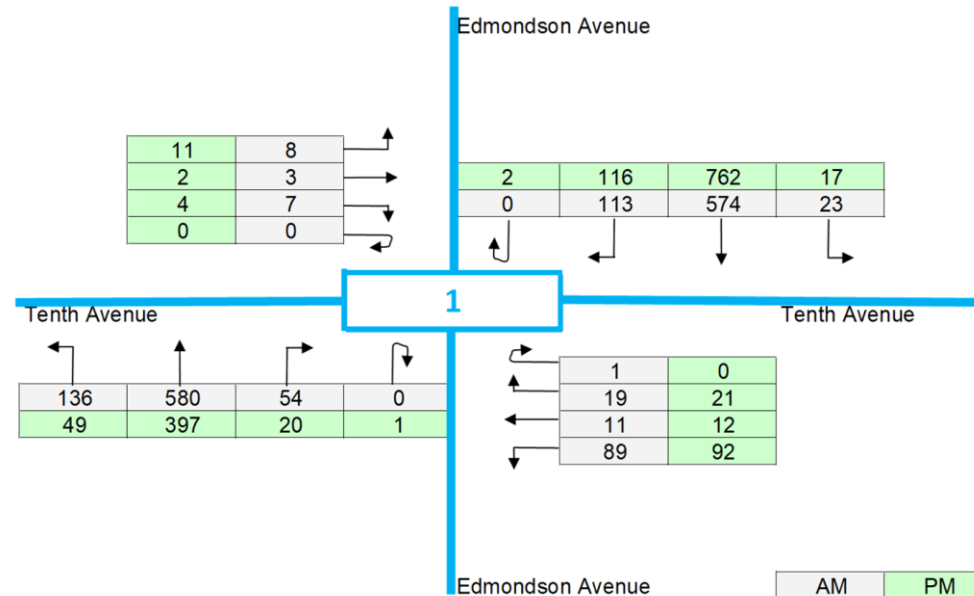 Edmondson Avenue
11 8
2 3
4 7
0 0
2 116 762 17
0 113 574 23
1
Tenth Avenue
Tenth Avenue
136 580 54 0
49 397 20 1
1 0
19 21
11 12
89 92
Edmondson Avenue
AM PM